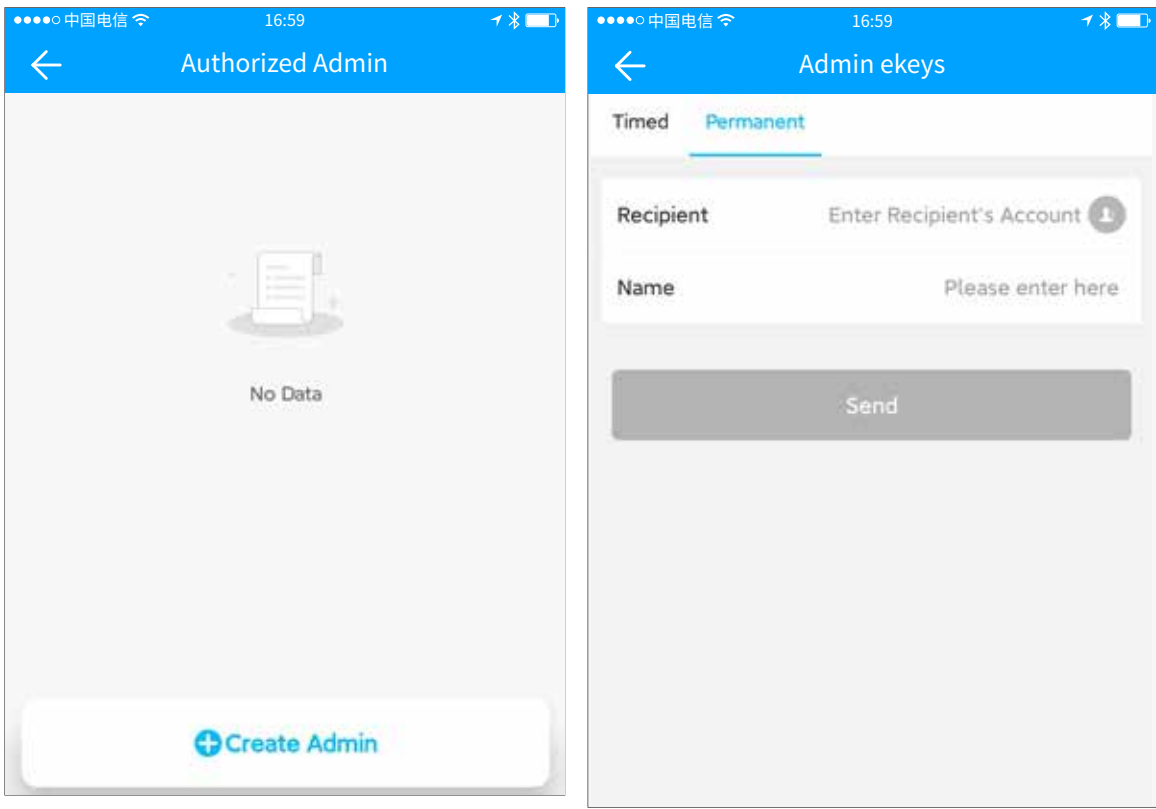 中国电信 16:59
Authorized Admin
No Data
Create Admin
中国电信 16:59
Admin ekeys
Timed Permanent
Recipient Enter Recipient's Account
Name Please enter here
Send